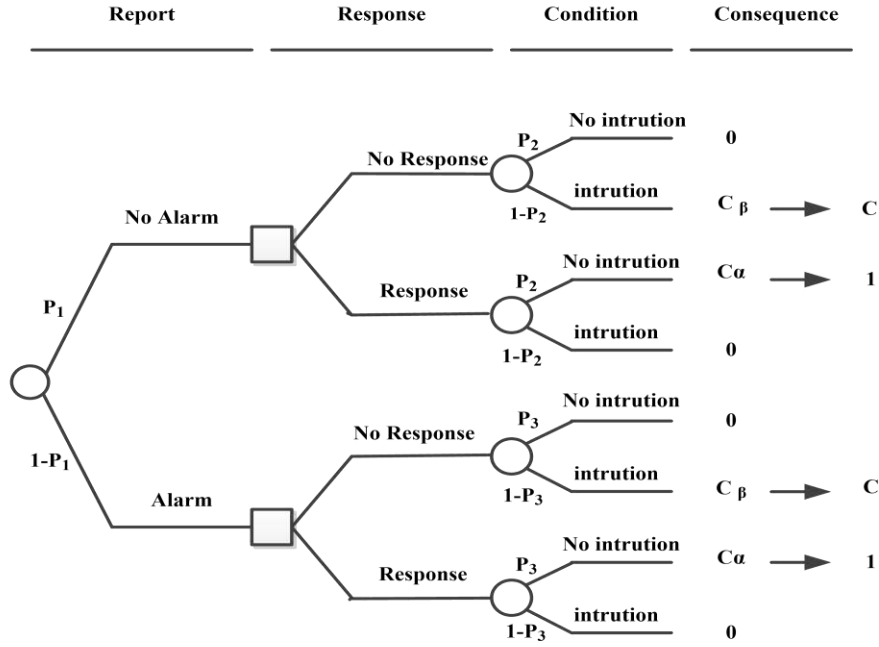 Report Response Condition Consequence
No intrution
P2 0
No Response
intrution
1-P2 Cβ C
No Alarm
No intrution
P2 Cα 1
Response
P1 intrution
1-P2 0
No intrution
P3 0
No Response
1-P1 intrution
1-P3 Cβ C
Alarm
No intrution
P3 Cα 1
Response
intrution
1-P3 0